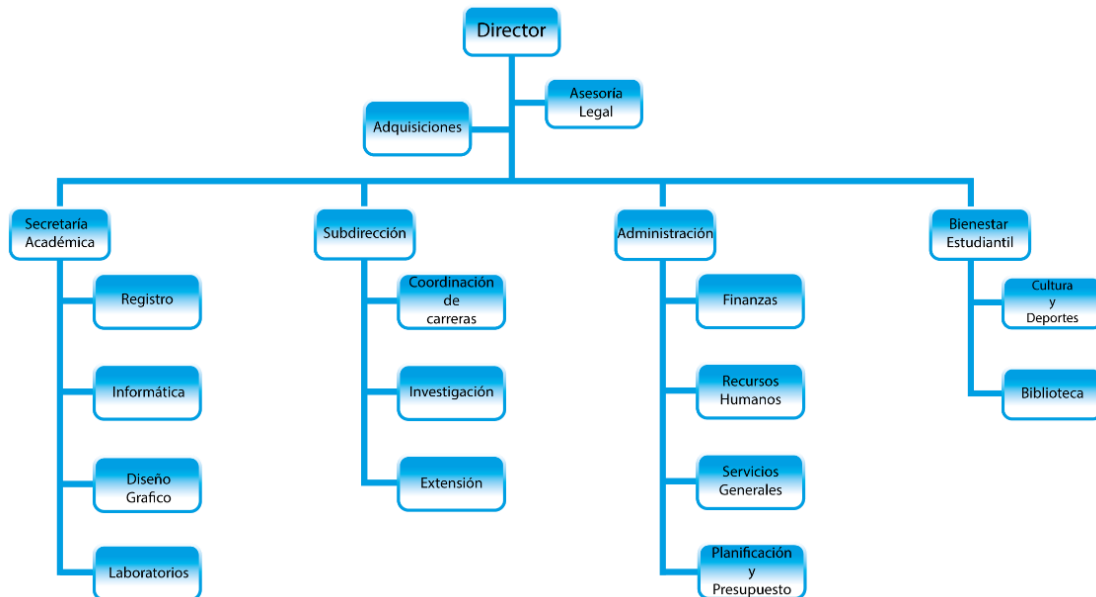 Director
Asesoría
Legal
Adquisiciones
Secretaría
Académica
Subdirección
Administración
Bienestar
Estudiantil
Registro
Informática
Diseño
Grafico
Laboratorios
Coordinación
de
carreras
Investigación
Extensión
Finanzas
Recursos
Humanos
Servicios
Generales
Planificación
y
Presupuesto
Cultura
y
Deportes
Biblioteca